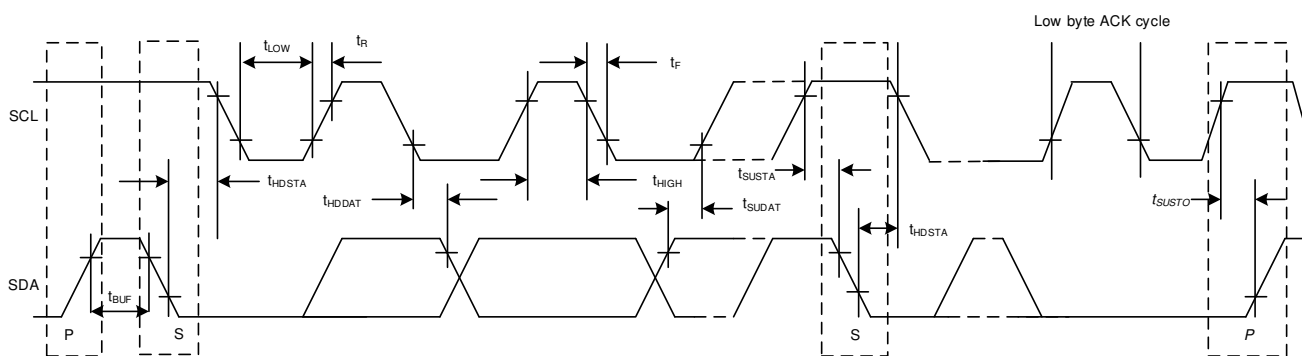 Low byte ACK cycle
tLOW
tR
tF
SCL
tHDSTA
tHDDAT
tHIGH
tSUDAT
tSUSTA
tHDSTA
tSUSTO
SDA
tBUF
P
S
S
P